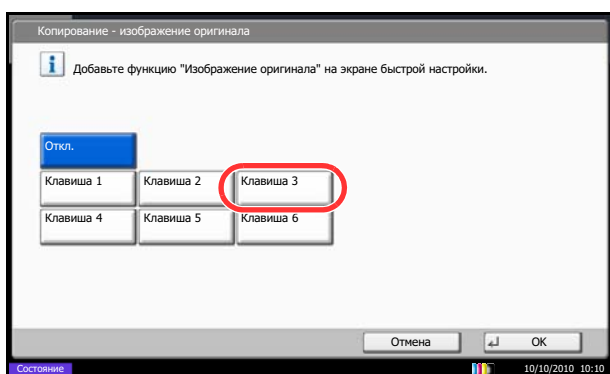 Копирование - изображение оригинала
Добавьте функцию "Изображение оригинала" на экране быстрой настройки.
Откл.
Клавиша 1 Клавиша 2 Клавиша 3
Клавиша 4 Клавиша 5 Клавиша 6
Отмена OK
Состояние 10/10/2010 10:10